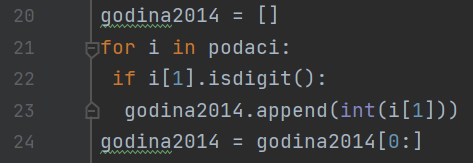 20 godina2014 = []
21 for i in podaci:
22  if i[1].isdigit():
23   godina2014.append(int(i[1]))
24 godina2014 = godina2014[0:]